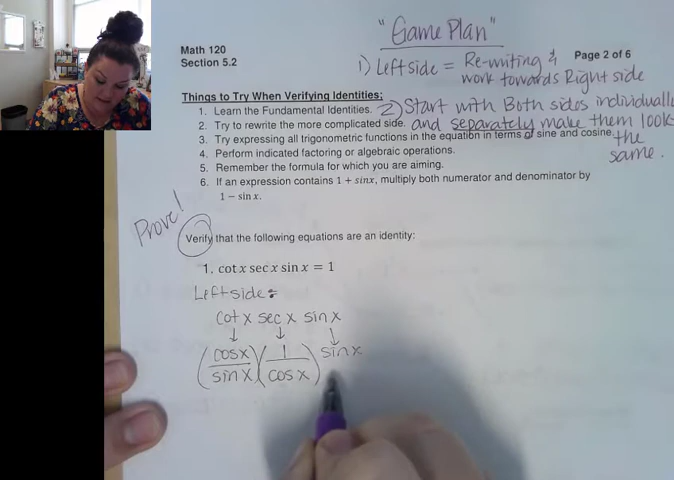 "Game Plan"
Math 120
Section 5.2
Page 2 of 6
1) Left side = Re-writing & work towards Right side
Things to Try When Verifying Identities:
1. Learn the Fundamental Identities.
2) Start with Both sides individually and separately make them look the same.
2. Try to rewrite the more complicated side.
3. Try expressing all trigonometric functions in the equation in terms of sine and cosine.
4. Perform indicated factoring or algebraic operations.
5. Remember the formula for which you are aiming.
6. If an expression contains 1 + sinx, multiply both numerator and denominator by
1 − sin x.
Prove!
Verify that the following equations are an identity:
1. cot x sec x sin x = 1
Left side:
cot x sec x sin x
↓ ↓ ↓
(cos x / sin x)(1 / cos x) sin x